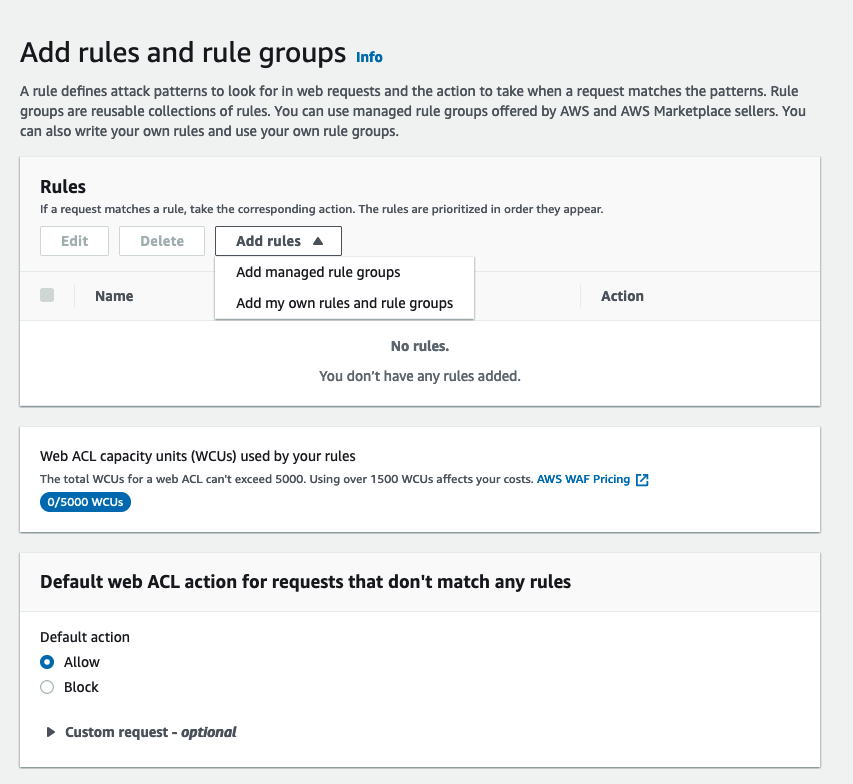 Add rules and rule groups Info
A rule defines attack patterns to look for in web requests and the action to take when a request matches the patterns. Rule
groups are reusable collections of rules. You can use managed rule groups offered by AWS and AWS Marketplace sellers. You
can also write your own rules and use your own rule groups.
Rules
If a request matches a rule, take the corresponding action. The rules are prioritized in order they appear.
Edit Delete Add rules
Add managed rule groups
Add my own rules and rule groups
Name Action
No rules.
You don’t have any rules added.
Web ACL capacity units (WCUs) used by your rules
The total WCUs for a web ACL can't exceed 5000. Using over 1500 WCUs affects your costs. AWS WAF Pricing
0/5000 WCUs
Default web ACL action for requests that don't match any rules
Default action
Allow
Block
Custom request - optional